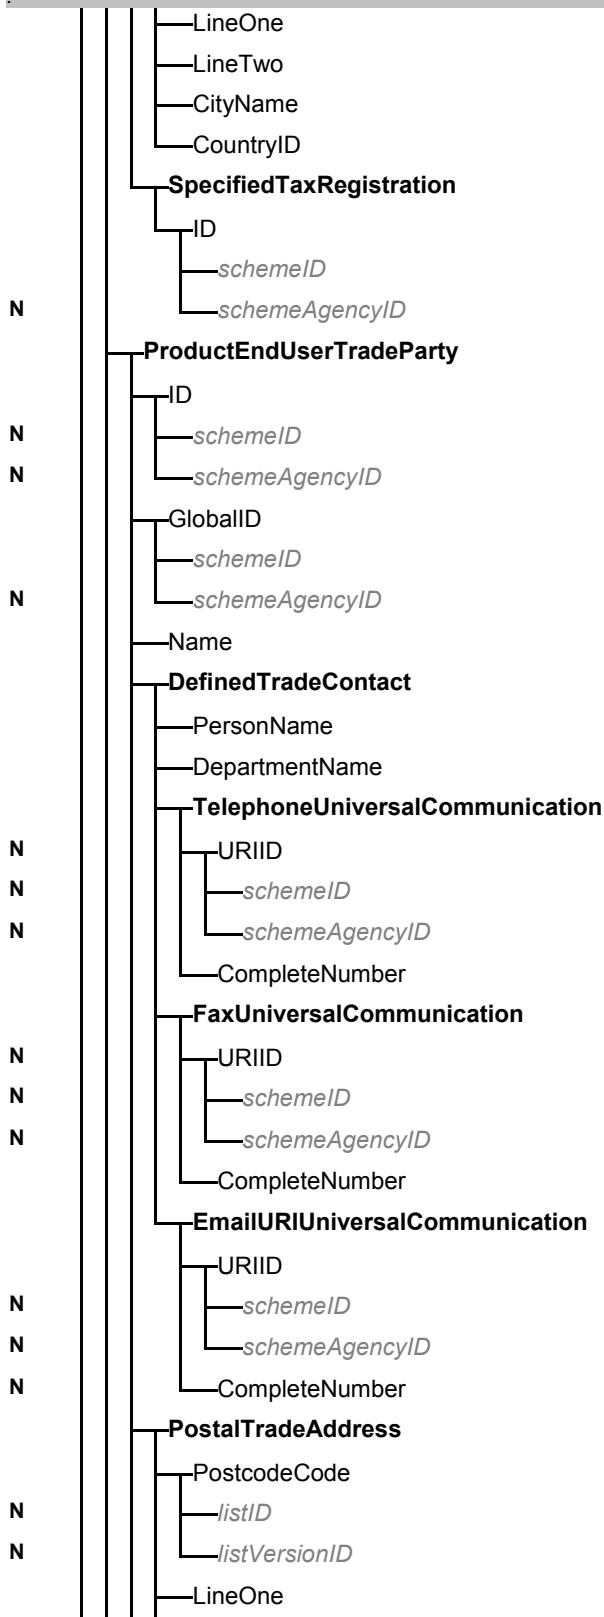 LineOne
LineTwo
CityName
CountryID
SpecifiedTaxRegistration
ID
schemeID
N schemeAgencyID
ProductEndUserTradeParty
ID
N schemeID
N schemeAgencyID
GlobalID
schemeID
N schemeAgencyID
Name
DefinedTradeContact
PersonName
DepartmentName
TelephoneUniversalCommunication
N URIID
N schemeID
N schemeAgencyID
CompleteNumber
FaxUniversalCommunication
N URIID
N schemeID
N schemeAgencyID
CompleteNumber
EmailURIUniversalCommunication
URIID
N schemeID
N schemeAgencyID
N CompleteNumber
PostalTradeAddress
PostcodeCode
N listID
N listVersionID
LineOne